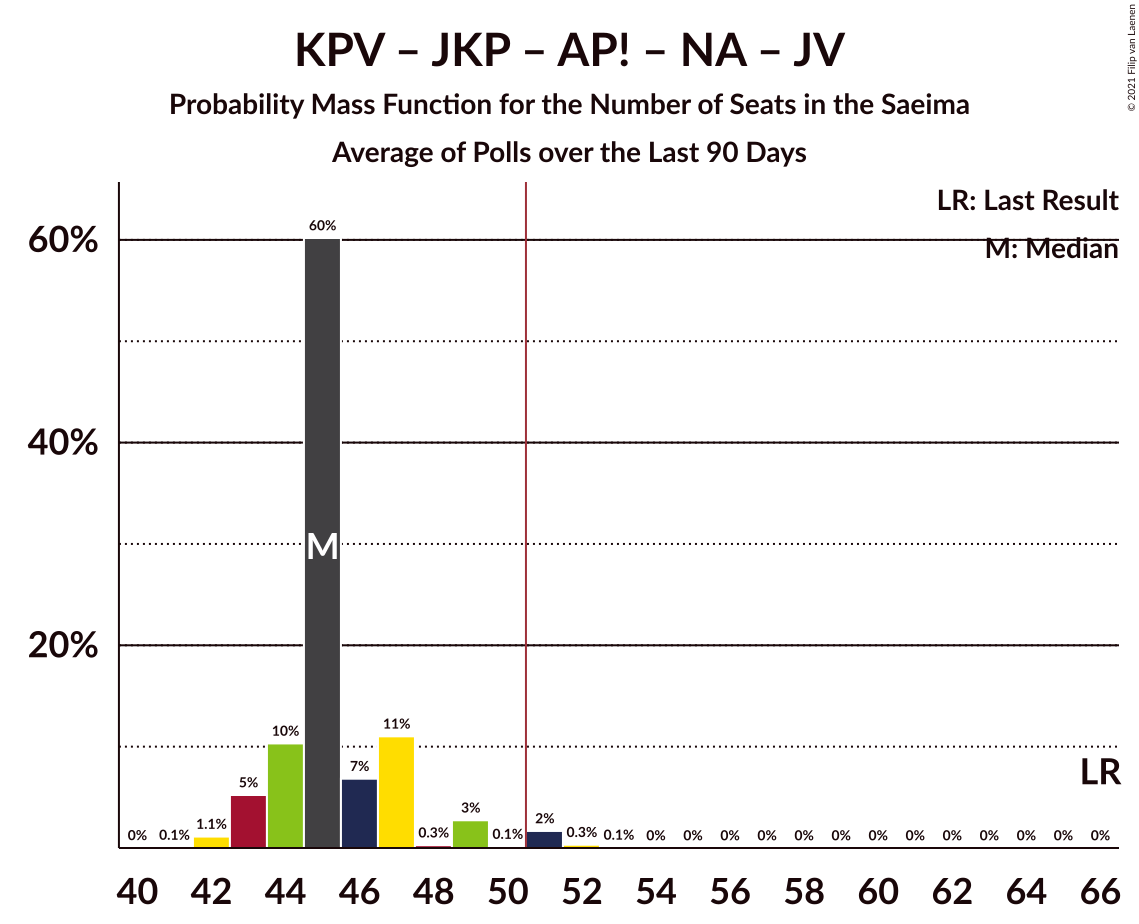 KPV – JKP – AP! – NA – JV
Probability Mass Function for the Number of Seats in the Saeima
Average of Polls over the Last 90 Days
© 2021 Filip van Laenen
LR: Last Result
M: Median
60%
40%
20%
0% 0.1% 1.1% 5% 10% 60% 7% 11% 0.3% 3% 0.1% 2% 0.3% 0.1% 0% 0% 0% 0% 0% 0% 0% 0% 0% 0% 0% 0% 0%
M
LR
40 42 44 46 48 50 52 54 56 58 60 62 64 66